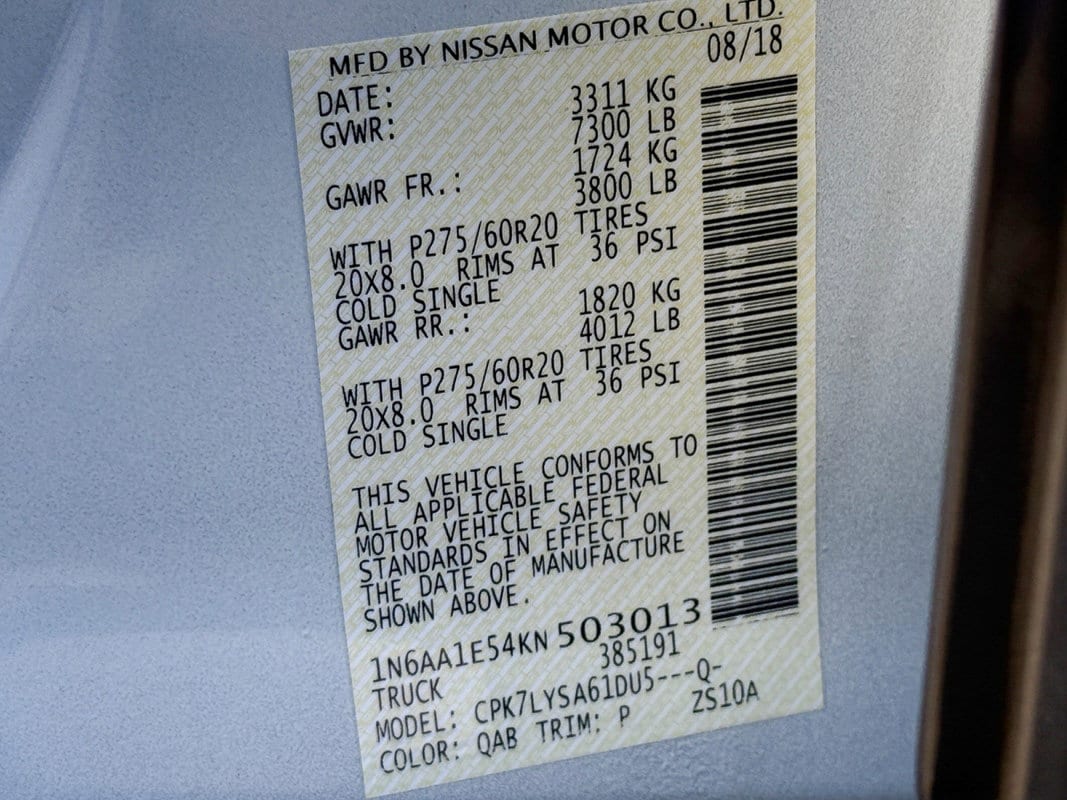 MFD BY NISSAN MOTOR CO., LTD.
DATE: 08/18
GVWR: 3311 KG
7300 LB
GAWR FR.: 1724 KG
3800 LB
WITH P275/60R20 TIRES
20X8.0 RIMS AT 36 PSI
COLD SINGLE
GAWR RR.: 1820 KG
4012 LB
WITH P275/60R20 TIRES
20X8.0 RIMS AT 36 PSI
COLD SINGLE
THIS VEHICLE CONFORMS TO
ALL APPLICABLE FEDERAL
MOTOR VEHICLE SAFETY
STANDARDS IN EFFECT ON
THE DATE OF MANUFACTURE
SHOWN ABOVE.
1N6AA1E54KN503013
TRUCK 385191
MODEL: CPK7LYSA61DU5---Q-
COLOR: QAB TRIM: P ZS10A